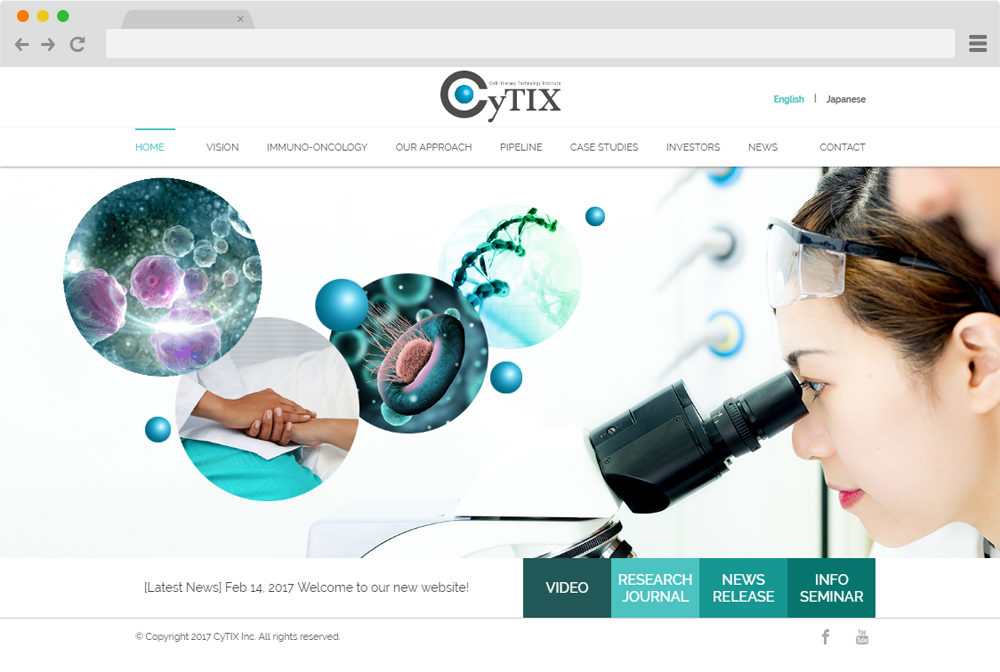 Cell Therapy Technology Institute
CyTIX
English | Japanese
HOME VISION IMMUNO-ONCOLOGY OUR APPROACH PIPELINE CASE STUDIES INVESTORS NEWS CONTACT
[Latest News] Feb 14, 2017 Welcome to our new website!
VIDEO
RESEARCH
JOURNAL
NEWS
RELEASE
INFO
SEMINAR
© Copyright 2017 CyTIX Inc. All rights reserved.
f
You
Tube